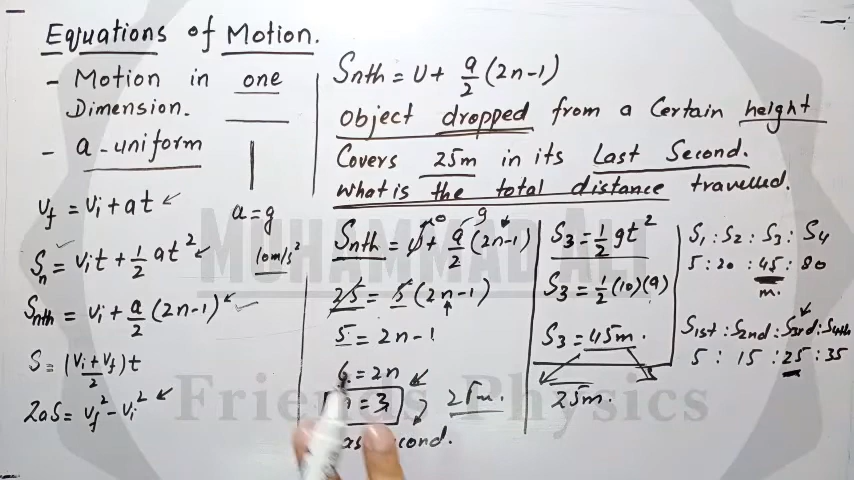 Equations of Motion.
- Motion in one
Dimension.
- a-uniform
vf = vi + at
Sn = vit + 1/2 at²
Snth = vi + a/2 (2n-1)
S = (vi+vf/2)t
2as = vf² - vi²
a = g
10m/s²
Snth = U + a/2 (2n-1)
Object dropped from a Certain height
Covers 25m in its Last Second.
what is the total distance travelled.
Snth = u + a/2 (2n-1)
0
g
25 = 5 (2n-1)
5 = 2n-1
6 = 2n
= 3
25m.
S3 = 1/2 gt²
S3 = 1/2 (10)(9)
S3 = 45m.
25m.
S1 : S2 : S3 : S4
5 : 20 : 45 : 80
m.
S1st : S2nd : S3rd : S4th
5 : 15 : 25 : 35
MUHAMMAD ALI
Friends Physics